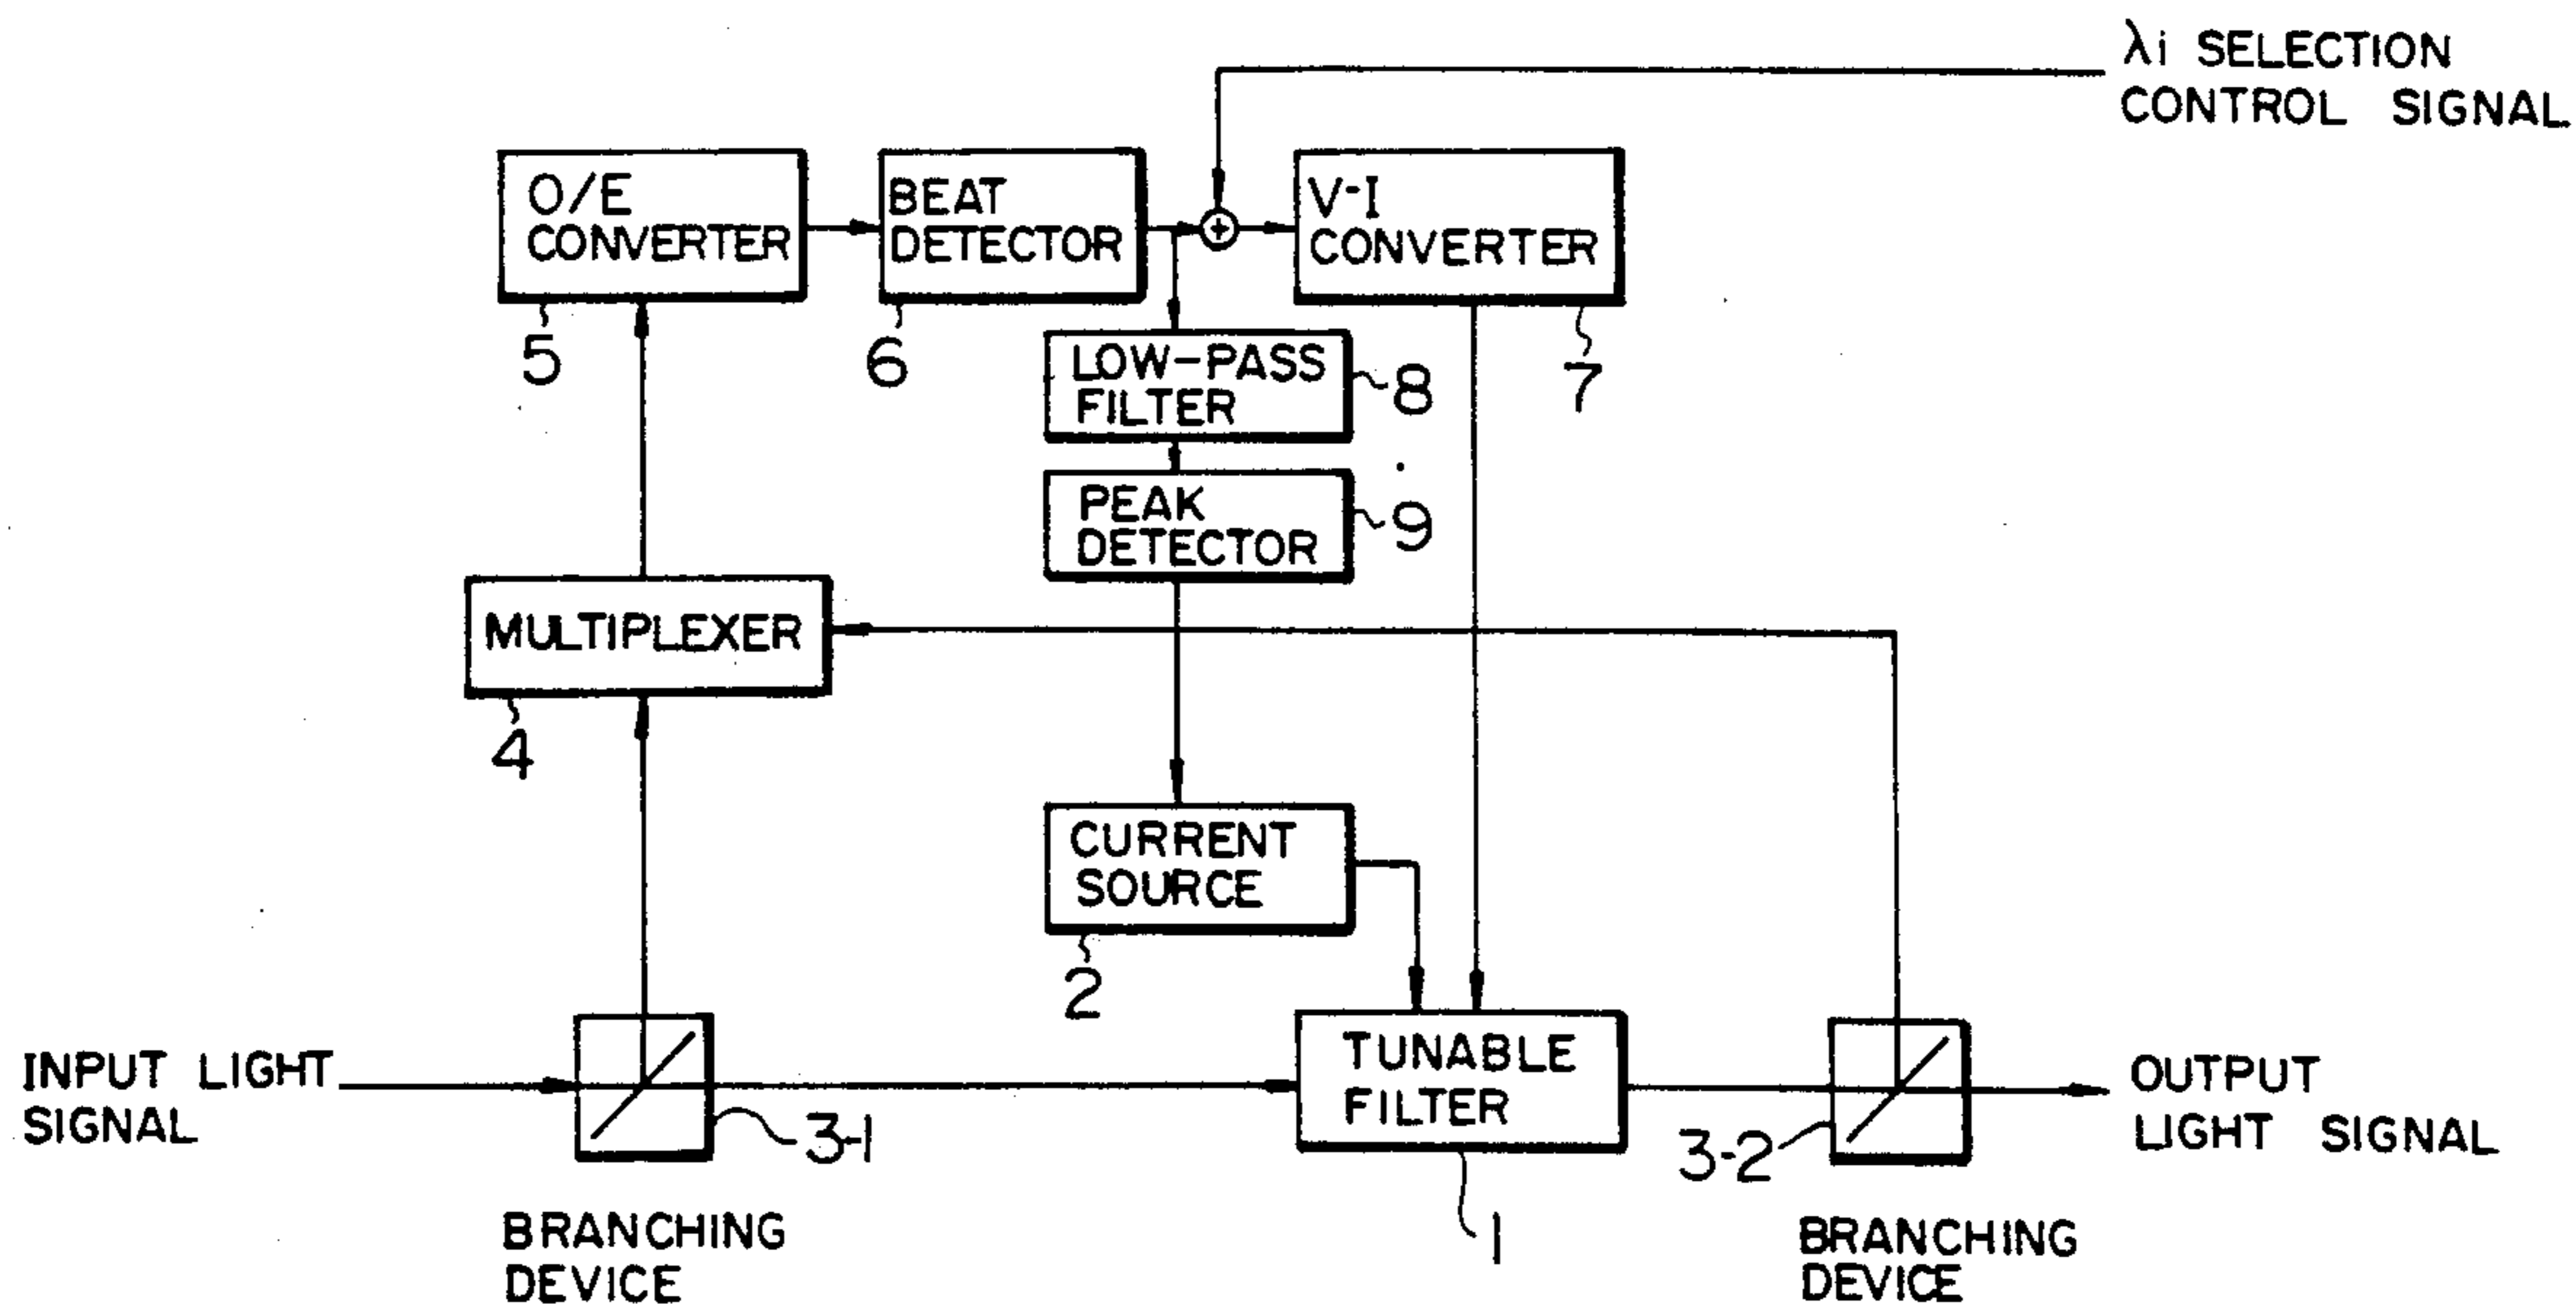 λi SELECTION
CONTROL SIGNAL
O/E
CONVERTER
BEAT
DETECTOR
V-I
CONVERTER
5
6
7
LOW-PASS
FILTER
8
PEAK
DETECTOR
9
MULTIPLEXER
4
CURRENT
SOURCE
2
INPUT LIGHT
SIGNAL
3-1
TUNABLE
FILTER
1
3-2
OUTPUT
LIGHT SIGNAL
BRANCHING
DEVICE
BRANCHING
DEVICE